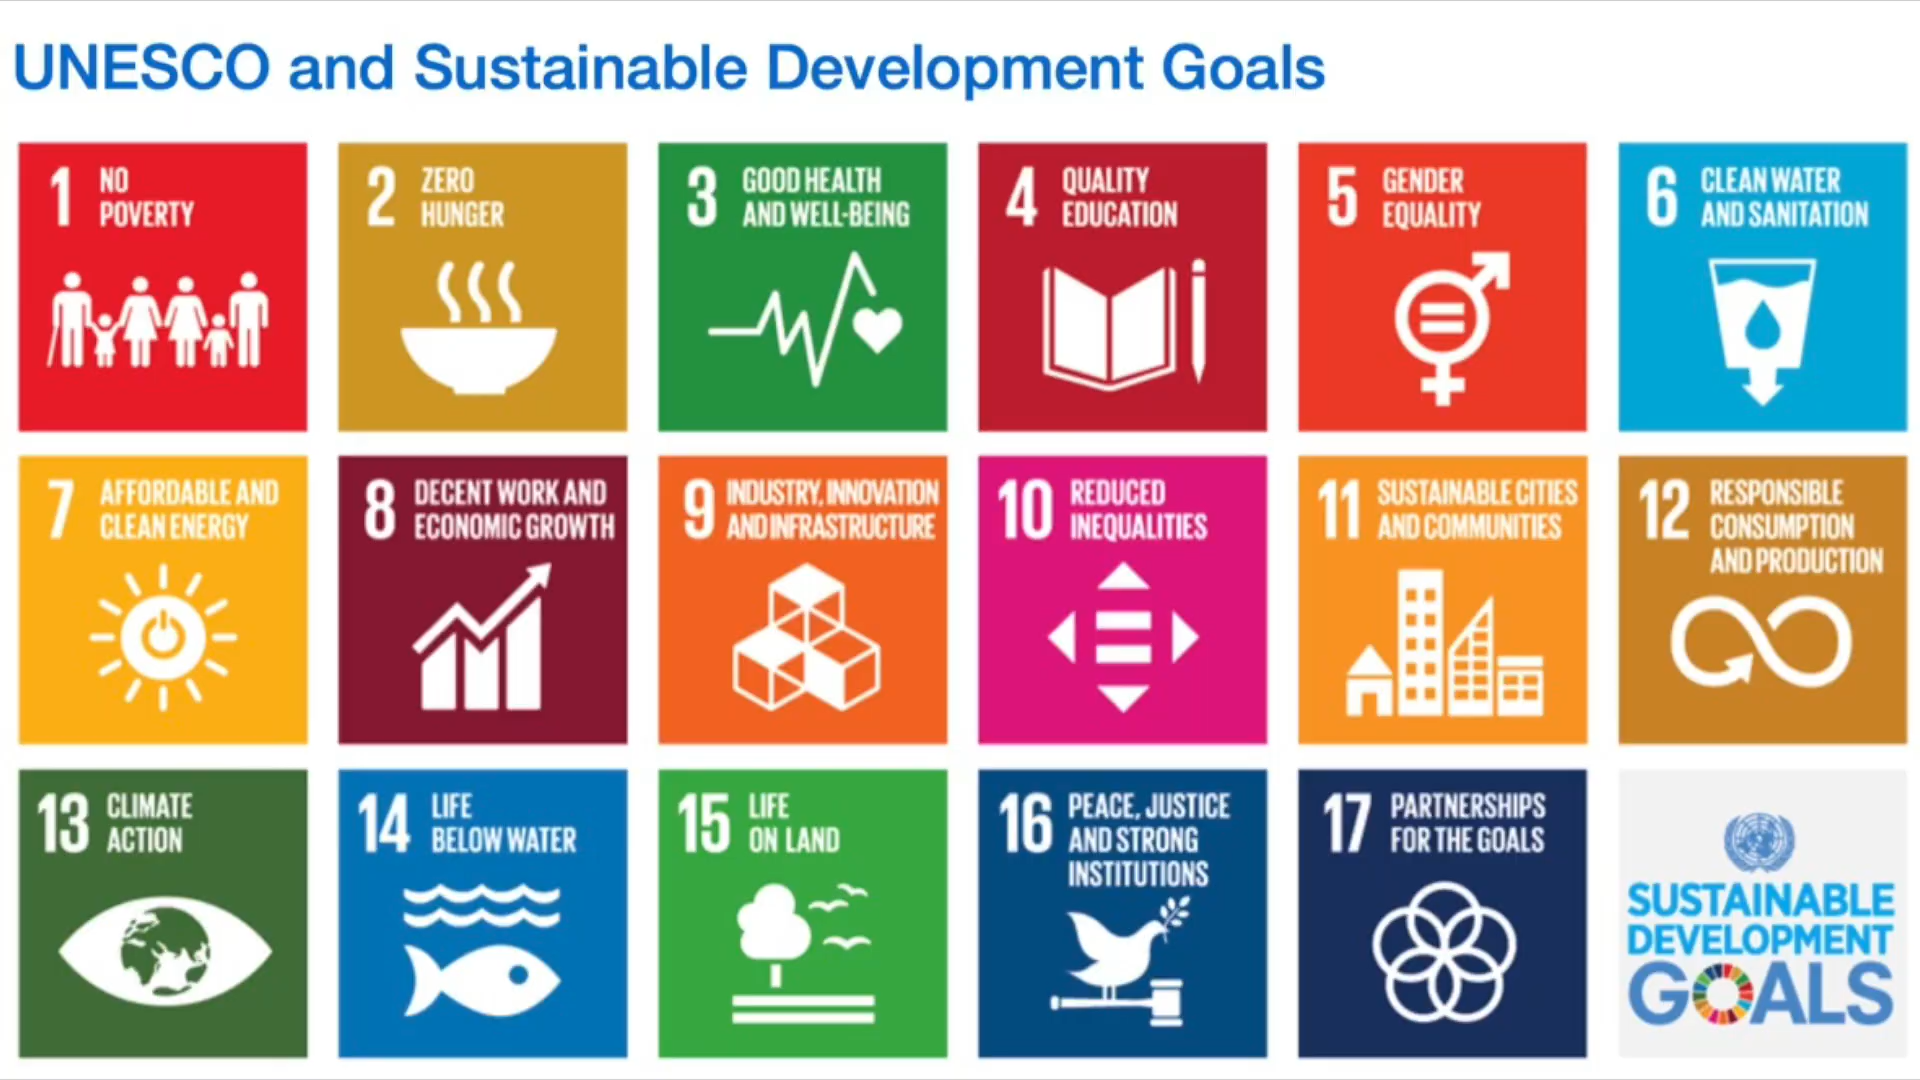 UNESCO and Sustainable Development Goals
1 NO
POVERTY
2 ZERO
HUNGER
3 GOOD HEALTH
AND WELL-BEING
4 QUALITY
EDUCATION
5 GENDER
EQUALITY
6 CLEAN WATER
AND SANITATION
7 AFFORDABLE AND
CLEAN ENERGY
8 DECENT WORK AND
ECONOMIC GROWTH
9 INDUSTRY, INNOVATION
AND INFRASTRUCTURE
10 REDUCED
INEQUALITIES
11 SUSTAINABLE CITIES
AND COMMUNITIES
12 RESPONSIBLE
CONSUMPTION
AND PRODUCTION
13 CLIMATE
ACTION
14 LIFE
BELOW WATER
15 LIFE
ON LAND
16 PEACE, JUSTICE
AND STRONG
INSTITUTIONS
17 PARTNERSHIPS
FOR THE GOALS
SUSTAINABLE
DEVELOPMENT
GOALS